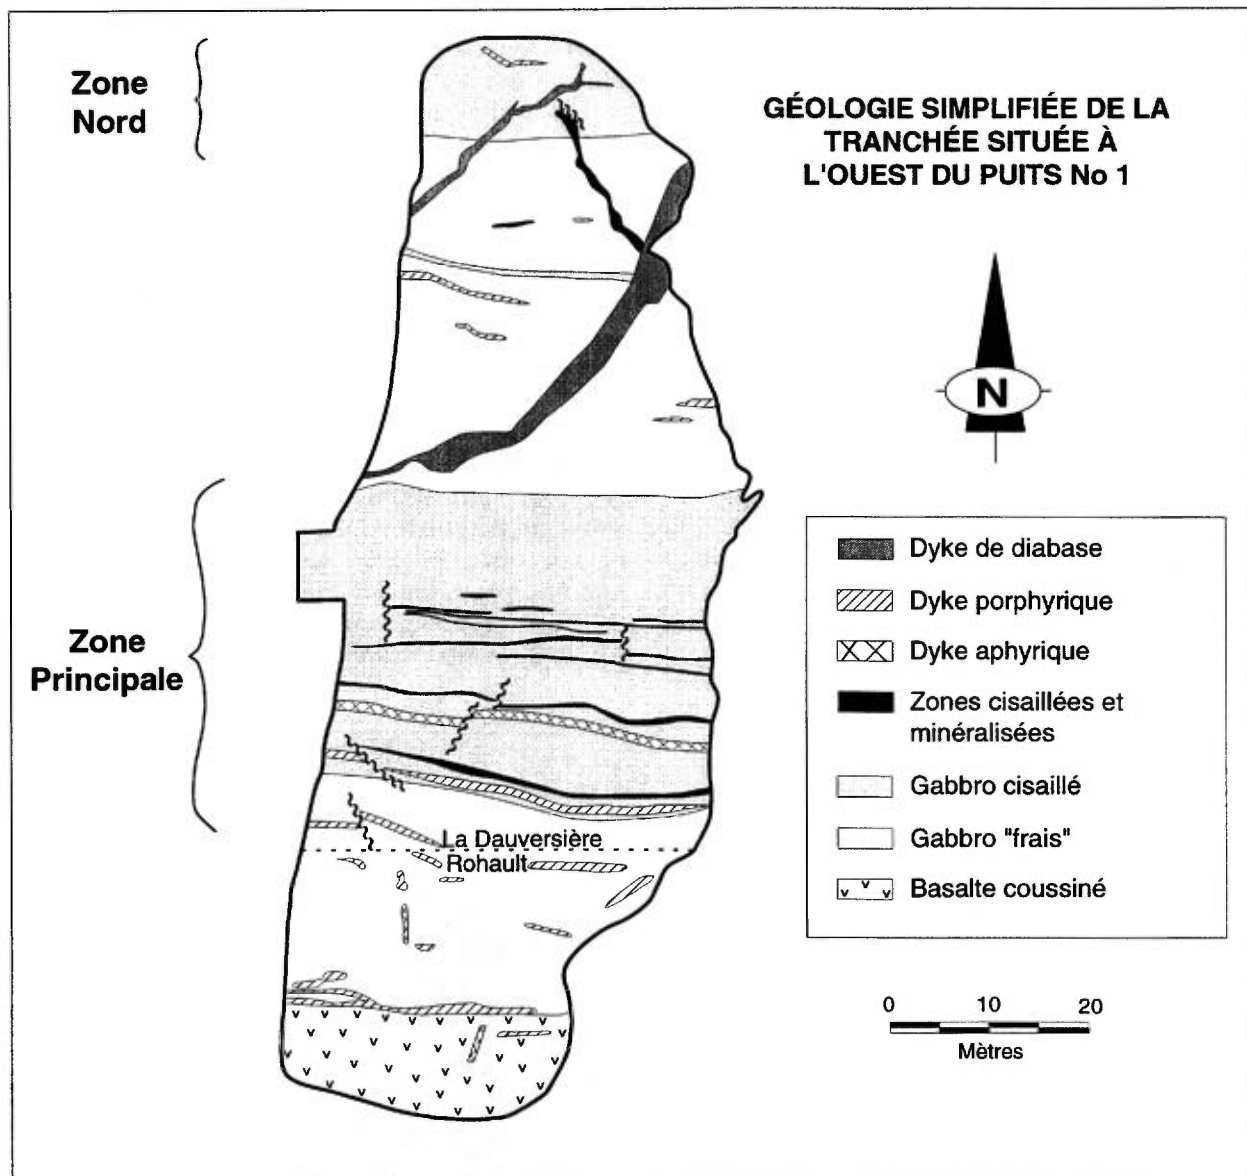 Zone
Nord
GÉOLOGIE SIMPLIFIÉE DE LA
TRANCHÉE SITUÉE À
L'OUEST DU PUITS No 1
N
Zone
Principale
Dyke de diabase
Dyke porphyrique
Dyke aphyrique
Zones cisaillées et
minéralisées
Gabbro cisaillé
Gabbro "frais"
Basalte coussiné
La Dauversière
Rohault
0 10 20
Mètres